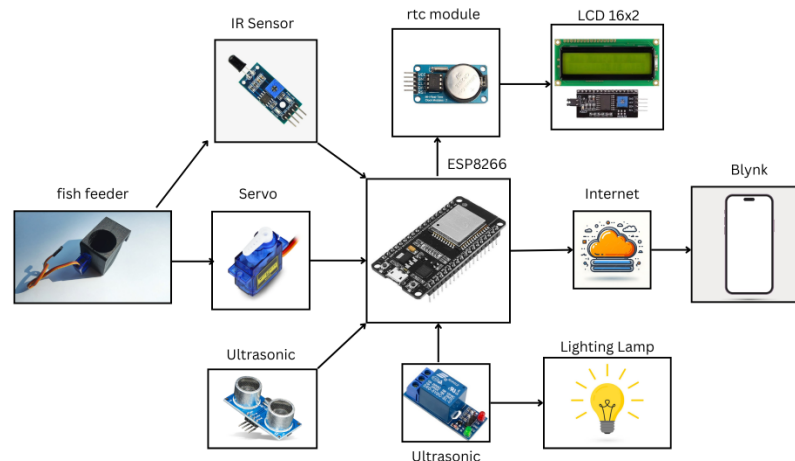 IR Sensor
rtc module
LCD 16x2
ESP8266
fish feeder
Servo
Internet
Blynk
Ultrasonic
Lighting Lamp
Ultrasonic